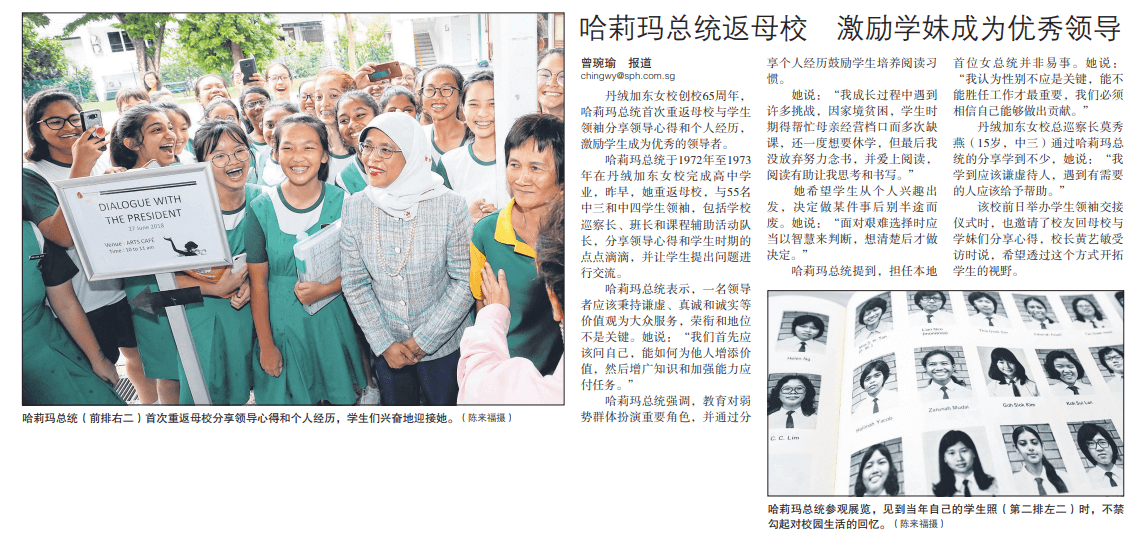 哈莉玛总统返母校　激励学妹成为优秀领导
曾琬瑜　报道
chingwy@sph.com.sg
丹绒加东女校创校65周年，
哈莉玛总统首次重返母校与学生
领袖分享领导心得和个人经历，
激励学生成为优秀的领导者。
哈莉玛总统于1972年至1973
年在丹绒加东女校完成高中学
业，昨早，她重返母校，与55名
中三和中四学生领袖，包括学校
巡察长、班长和课程辅助活动队
长，分享领导心得和学生时期的
点点滴滴，并让学生提出问题进
行交流。
哈莉玛总统表示，一名领导
者应该秉持谦虚、真诚和诚实等
价值观为大众服务，荣衔和地位
不是关键。她说：“我们首先应
该问自己，能如何为他人增添价
值，然后增广知识和加强能力应
付任务。”
哈莉玛总统强调，教育对弱
势群体扮演重要角色，并通过分
享个人经历鼓励学生培养阅读习
惯。
她说：“我成长过程中遇到
许多挑战，因家境贫困，学生时
期得帮忙母亲经营档口而多次缺
课，还一度想要休学，但最后我
没放弃努力念书，并爱上阅读，
阅读有助让我思考和书写。”
她希望学生从个人兴趣出
发，决定做某件事后别半途而
废。她说：“面对艰难选择时应
当以智慧来判断，想清楚后才做
决定。”
哈莉玛总统提到，担任本地
首位女总统并非易事。她说：
“我认为性别不应是关键，能不
能胜任工作才最重要，我们必须
相信自己能够做出贡献。”
丹绒加东女校总巡察长莫秀
燕（15岁，中三）通过哈莉玛总
统的分享学到不少，她说：“我
学到应该谦虚待人，遇到有需要
的人应该给予帮助。”
该校前日举办学生领袖交接
仪式时，也邀请了校友回母校与
学妹们分享心得，校长黄艺敏受
访时说，希望透过这个方式开拓
学生的视野。
DIALOGUE WITH
THE PRESIDENT
27 June 2018
Venue : ARTS CAFE
Time : 10 to 11 am
哈莉玛总统（前排右二）首次重返母校分享领导心得和个人经历，学生们兴奋地迎接她。（陈来福摄）
Helen Ng
C. C. Lim
Halimah Yacob
Zaronah Mudai
Goh Siok Kim
Koh Sui Lan
哈莉玛总统参观展览，见到当年自己的学生照（第二排左二）时，不禁
勾起对校园生活的回忆。（陈来福摄）